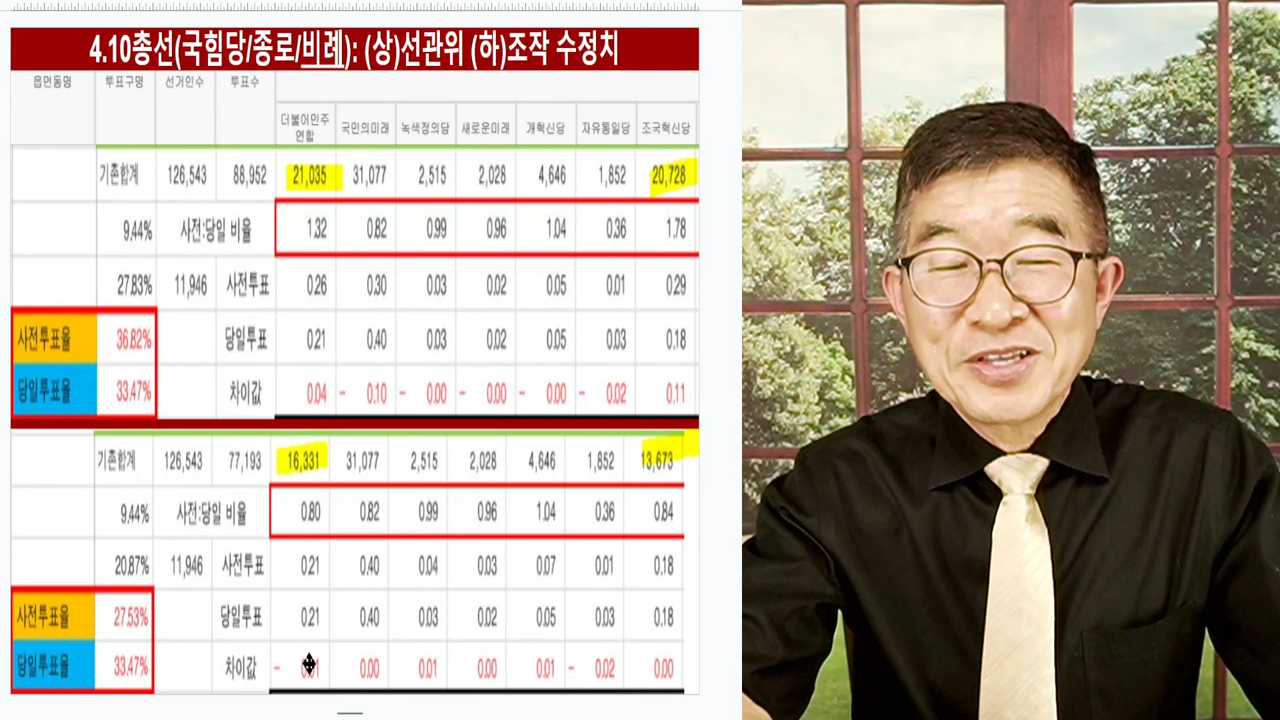 4.10총선(국힘당/종로/비례): (상)선관위 (하)조작 수정치
읍면동명 투표구명 선거인수 투표수
더불어민주연합 국민의미래 녹색정의당 새로운미래 개혁신당 자유통일당 조국혁신당
기존합계 126,543 88,952 21,035 31,077 2,515 2,028 4,646 1,852 20,728
9.44% 사전:당일 비율 1.32 0.82 0.99 0.96 1.04 0.36 1.78
27.83% 11,946 사전투표 0.26 0.30 0.03 0.02 0.05 0.01 0.29
사전투표율 36.82% 당일투표 0.21 0.40 0.03 0.02 0.05 0.03 0.18
당일투표율 33.47% 차이값 0.04 - 0.10 - 0.00 - 0.00 - 0.00 - 0.02 0.11
기존합계 126,543 77,193 16,331 31,077 2,515 2,028 4,646 1,852 13,673
9.44% 사전:당일 비율 0.80 0.82 0.99 0.96 1.04 0.36 0.84
20.87% 11,946 사전투표 0.21 0.40 0.04 0.03 0.07 0.01 0.18
사전투표율 27.53% 당일투표 0.21 0.40 0.03 0.02 0.05 0.03 0.18
당일투표율 33.47% 차이값 - 0.00 0.01 0.00 0.01 - 0.02 0.00